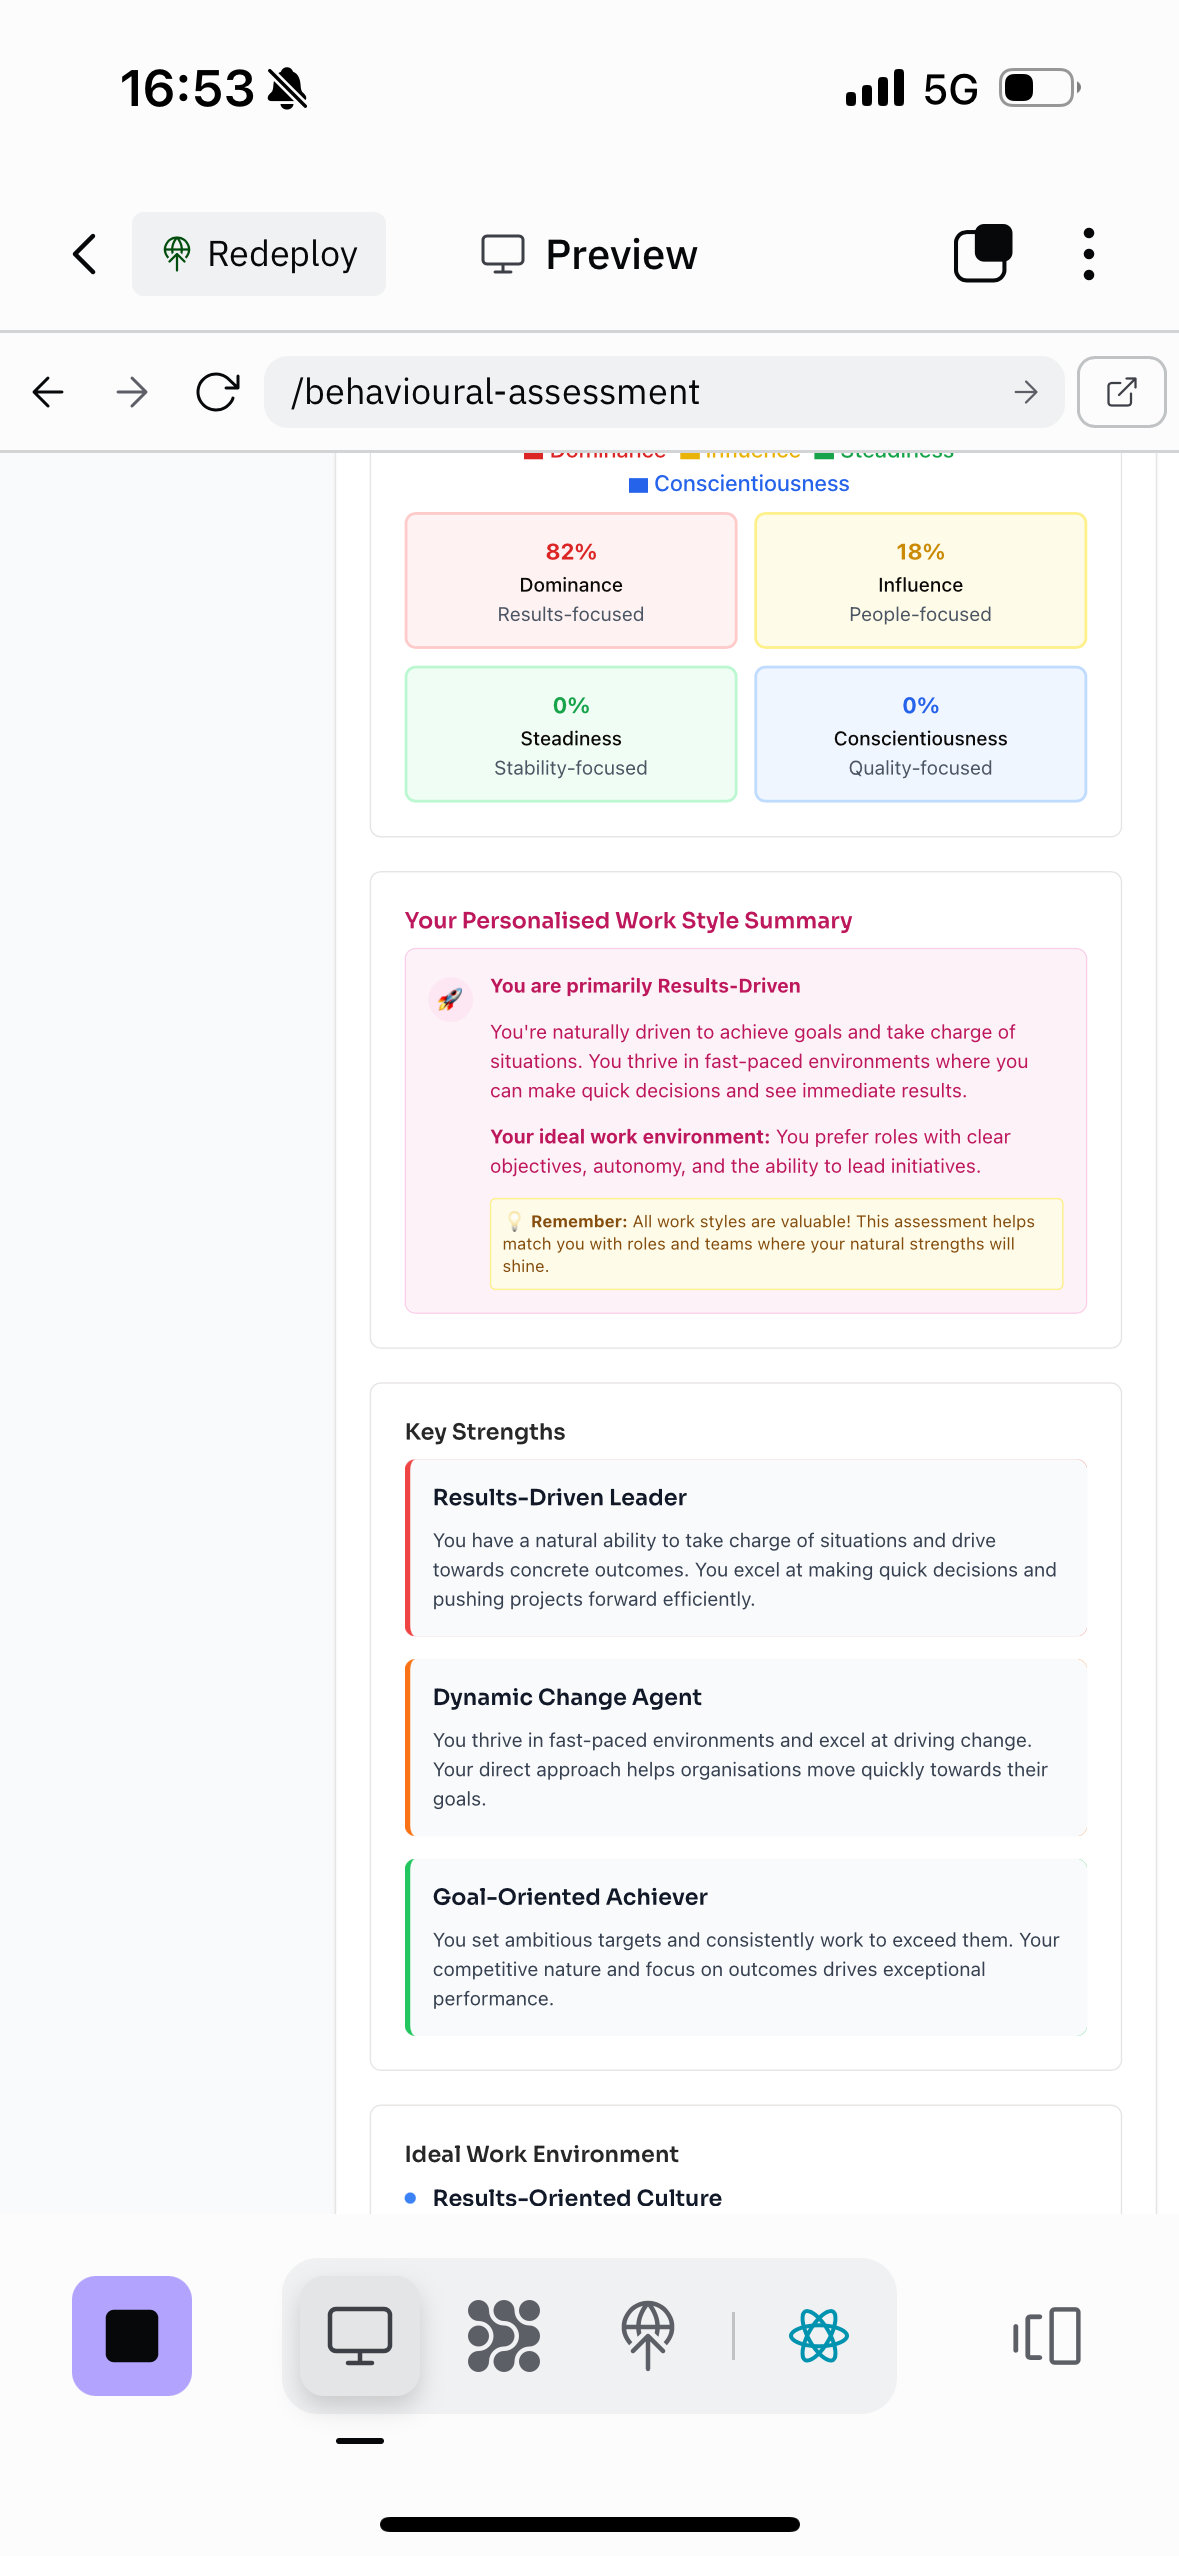 16:53
5G
Redeploy
Preview
/behavioural-assessment
Dominance Influence Steadiness
Conscientiousness
82%
Dominance
Results-focused
18%
Influence
People-focused
0%
Steadiness
Stability-focused
0%
Conscientiousness
Quality-focused
Your Personalised Work Style Summary
You are primarily Results-Driven
You're naturally driven to achieve goals and take charge of
situations. You thrive in fast-paced environments where you
can make quick decisions and see immediate results.
Your ideal work environment: You prefer roles with clear
objectives, autonomy, and the ability to lead initiatives.
Remember: All work styles are valuable! This assessment helps
match you with roles and teams where your natural strengths will
shine.
Key Strengths
Results-Driven Leader
You have a natural ability to take charge of situations and drive
towards concrete outcomes. You excel at making quick decisions and
pushing projects forward efficiently.
Dynamic Change Agent
You thrive in fast-paced environments and excel at driving change.
Your direct approach helps organisations move quickly towards their
goals.
Goal-Oriented Achiever
You set ambitious targets and consistently work to exceed them. Your
competitive nature and focus on outcomes drives exceptional
performance.
Ideal Work Environment
Results-Oriented Culture